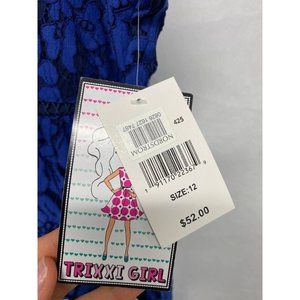 NORDSTROM
425
SIZE:12
$52.00
TRIXXI GIRL